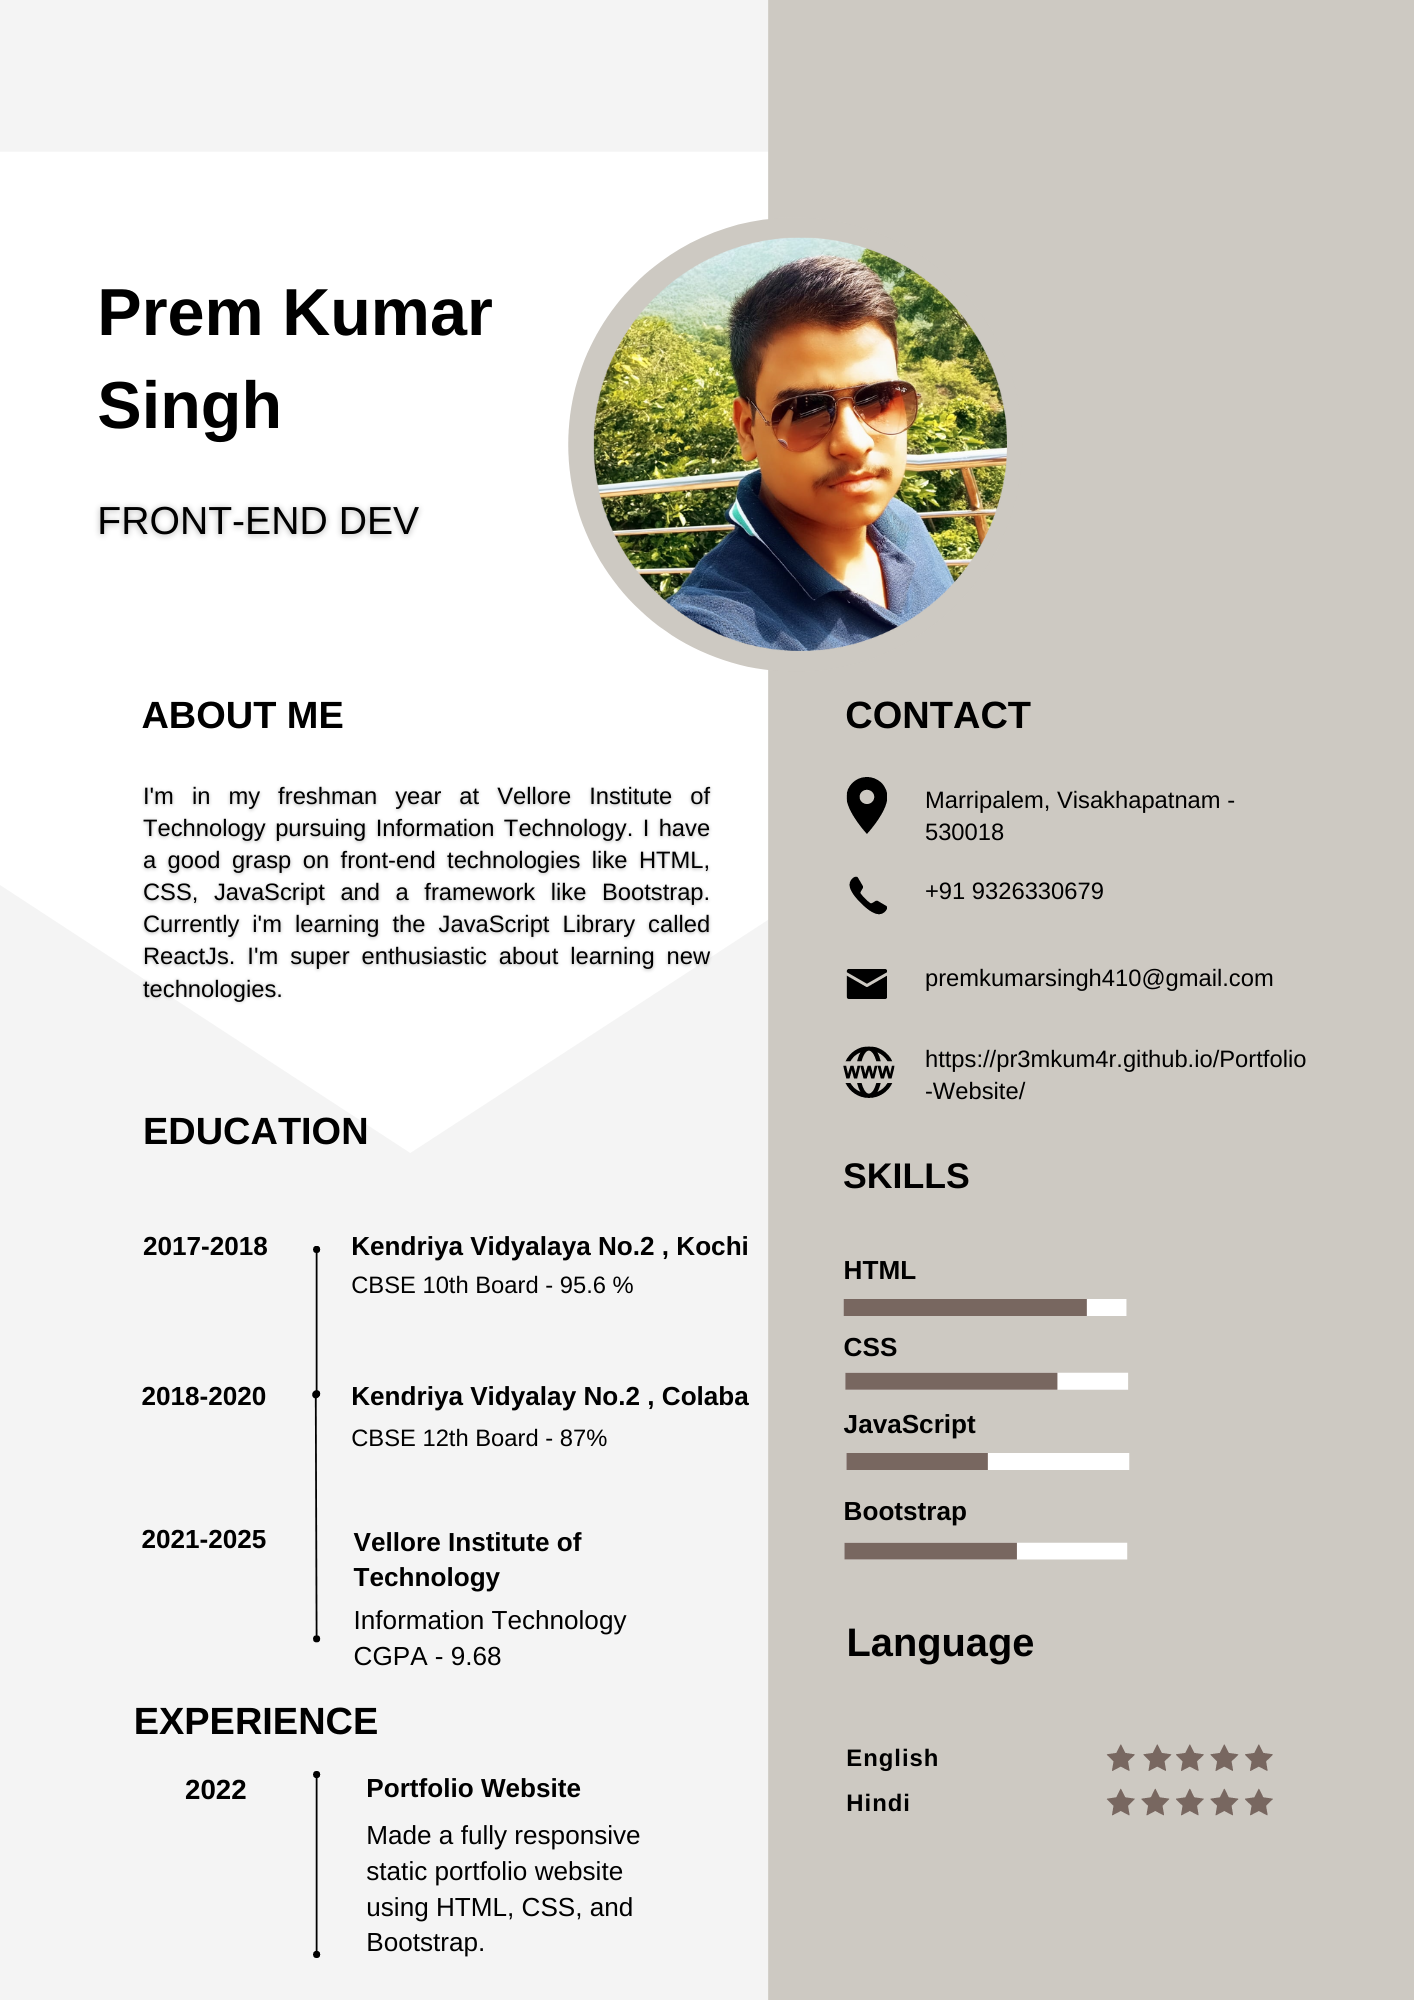 Prem Kumar
Singh
FRONT-END DEV
ABOUT ME
I'm in my freshman year at Vellore Institute of
Technology pursuing Information Technology. I have
a good grasp on front-end technologies like HTML,
CSS, JavaScript and a framework like Bootstrap.
Currently i'm learning the JavaScript Library called
ReactJs. I'm super enthusiastic about learning new
technologies.
EDUCATION
2017-2018
Kendriya Vidyalaya No.2 , Kochi
CBSE 10th Board - 95.6 %
2018-2020
Kendriya Vidyalay No.2 , Colaba
CBSE 12th Board - 87%
2021-2025
Vellore Institute of
Technology
Information Technology
CGPA - 9.68
EXPERIENCE
2022
Portfolio Website
Made a fully responsive
static portfolio website
using HTML, CSS, and
Bootstrap.
CONTACT
Marripalem, Visakhapatnam -
530018
+91 9326330679
premkumarsingh410@gmail.com
WWW
https://pr3mkum4r.github.io/Portfolio
-Website/
SKILLS
HTML
CSS
JavaScript
Bootstrap
Language
English
Hindi